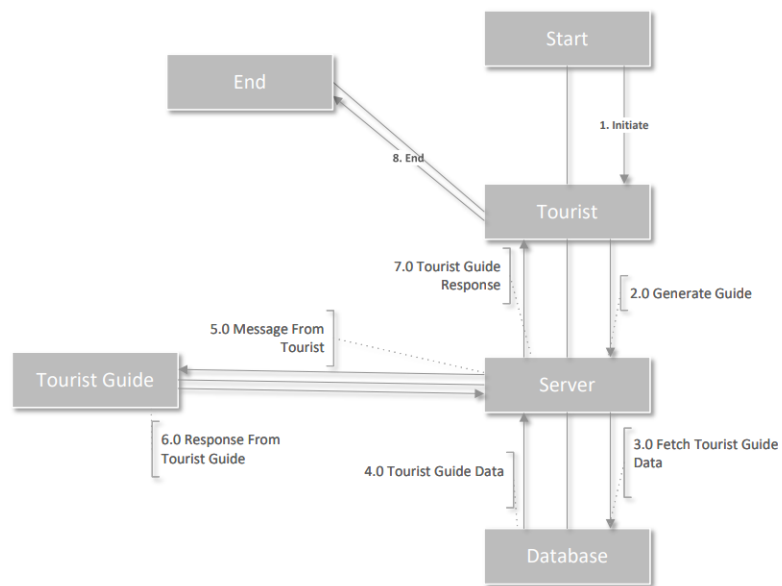 Start
End
1. Initiate
8. End
Tourist
7.0 Tourist Guide
Response
2.0 Generate Guide
5.0 Message From
Tourist
Tourist Guide
Server
6.0 Response From
Tourist Guide
4.0 Tourist Guide Data
3.0 Fetch Tourist Guide
Data
Database